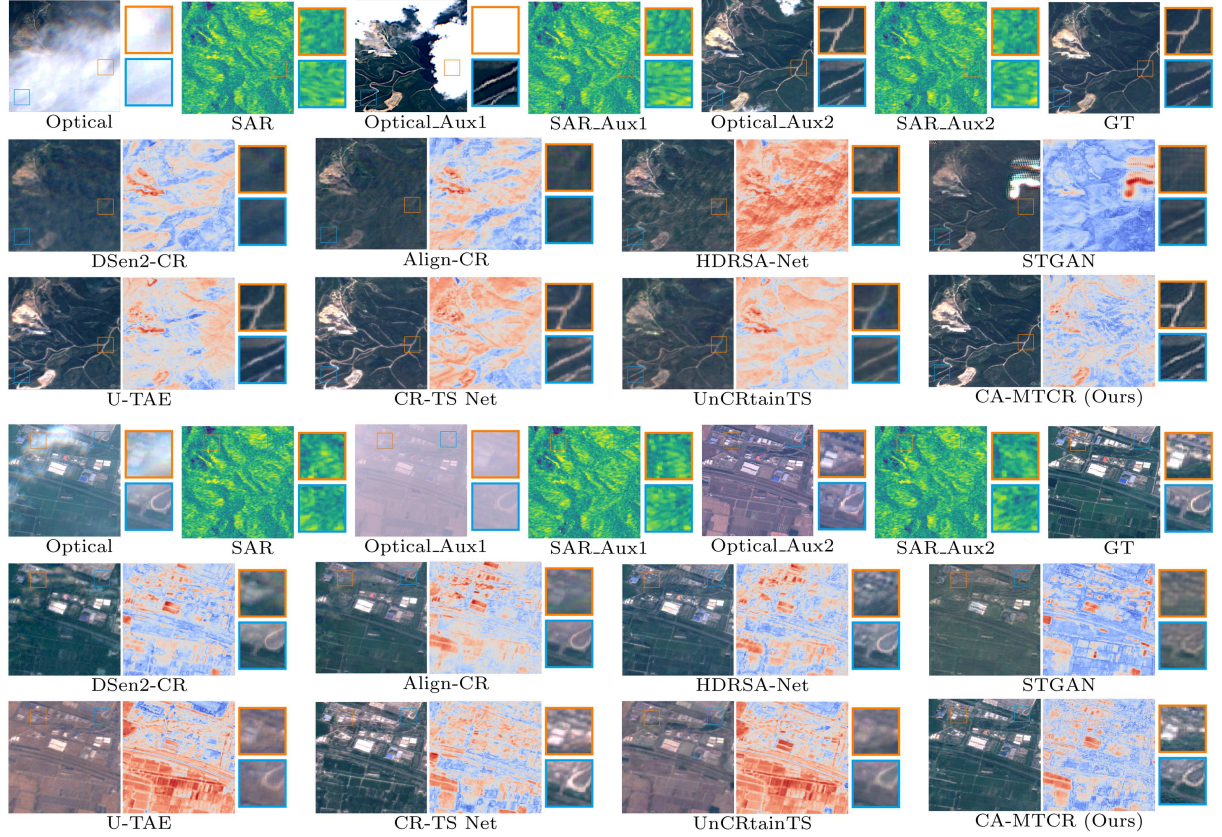 Optical SAR Optical_Aux1 SAR_Aux1 Optical_Aux2 SAR_Aux2 GT
DSen2-CR Align-CR HDRSA-Net STGAN
U-TAE CR-TS Net UnCRtainTS CA-MTCR (Ours)
Optical SAR Optical_Aux1 SAR_Aux1 Optical_Aux2 SAR_Aux2 GT
DSen2-CR Align-CR HDRSA-Net STGAN
U-TAE CR-TS Net UnCRtainTS CA-MTCR (Ours)